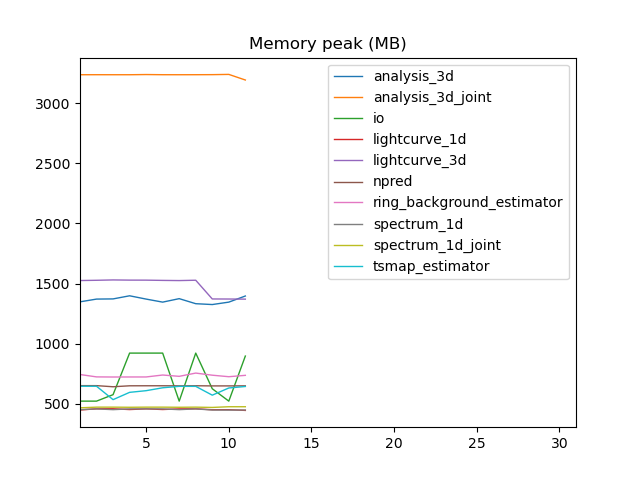 Memory peak (MB)
3000
2500
2000
1500
1000
500
5
10
15
20
25
30
analysis_3d
analysis_3d_joint
io
lightcurve_1d
lightcurve_3d
npred
ring_background_estimator
spectrum_1d
spectrum_1d_joint
tsmap_estimator